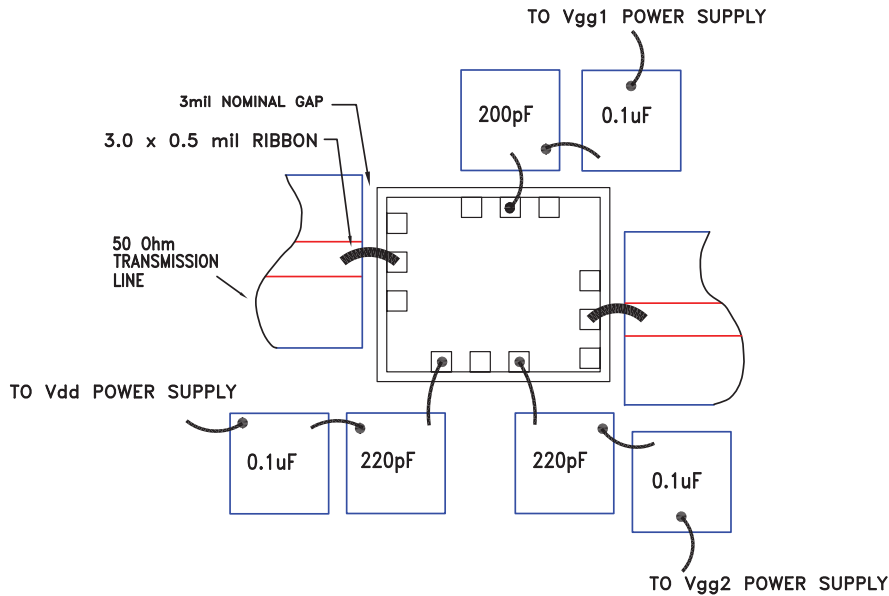 TO Vgg1 POWER SUPPLY
3mil NOMINAL GAP
200pF
0.1uF
3.0 x 0.5 mil RIBBON
50 Ohm
TRANSMISSION
LINE
TO Vdd POWER SUPPLY
0.1uF
220pF
220pF
0.1uF
TO Vgg2 POWER SUPPLY